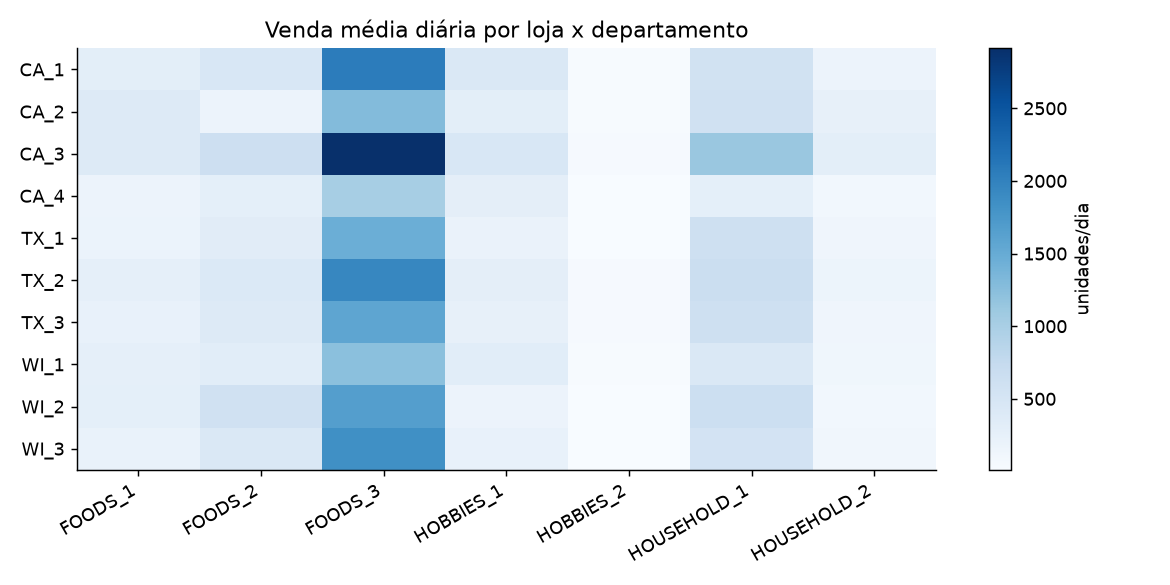 Venda média diária por loja x departamento
CA_1
CA_2
CA_3
CA_4
TX_1
TX_2
TX_3
WI_1
WI_2
WI_3
FOODS_1
FOODS_2
FOODS_3
HOBBIES_1
HOBBIES_2
HOUSEHOLD_1
HOUSEHOLD_2
2500
2000
1500
1000
500
unidades/dia